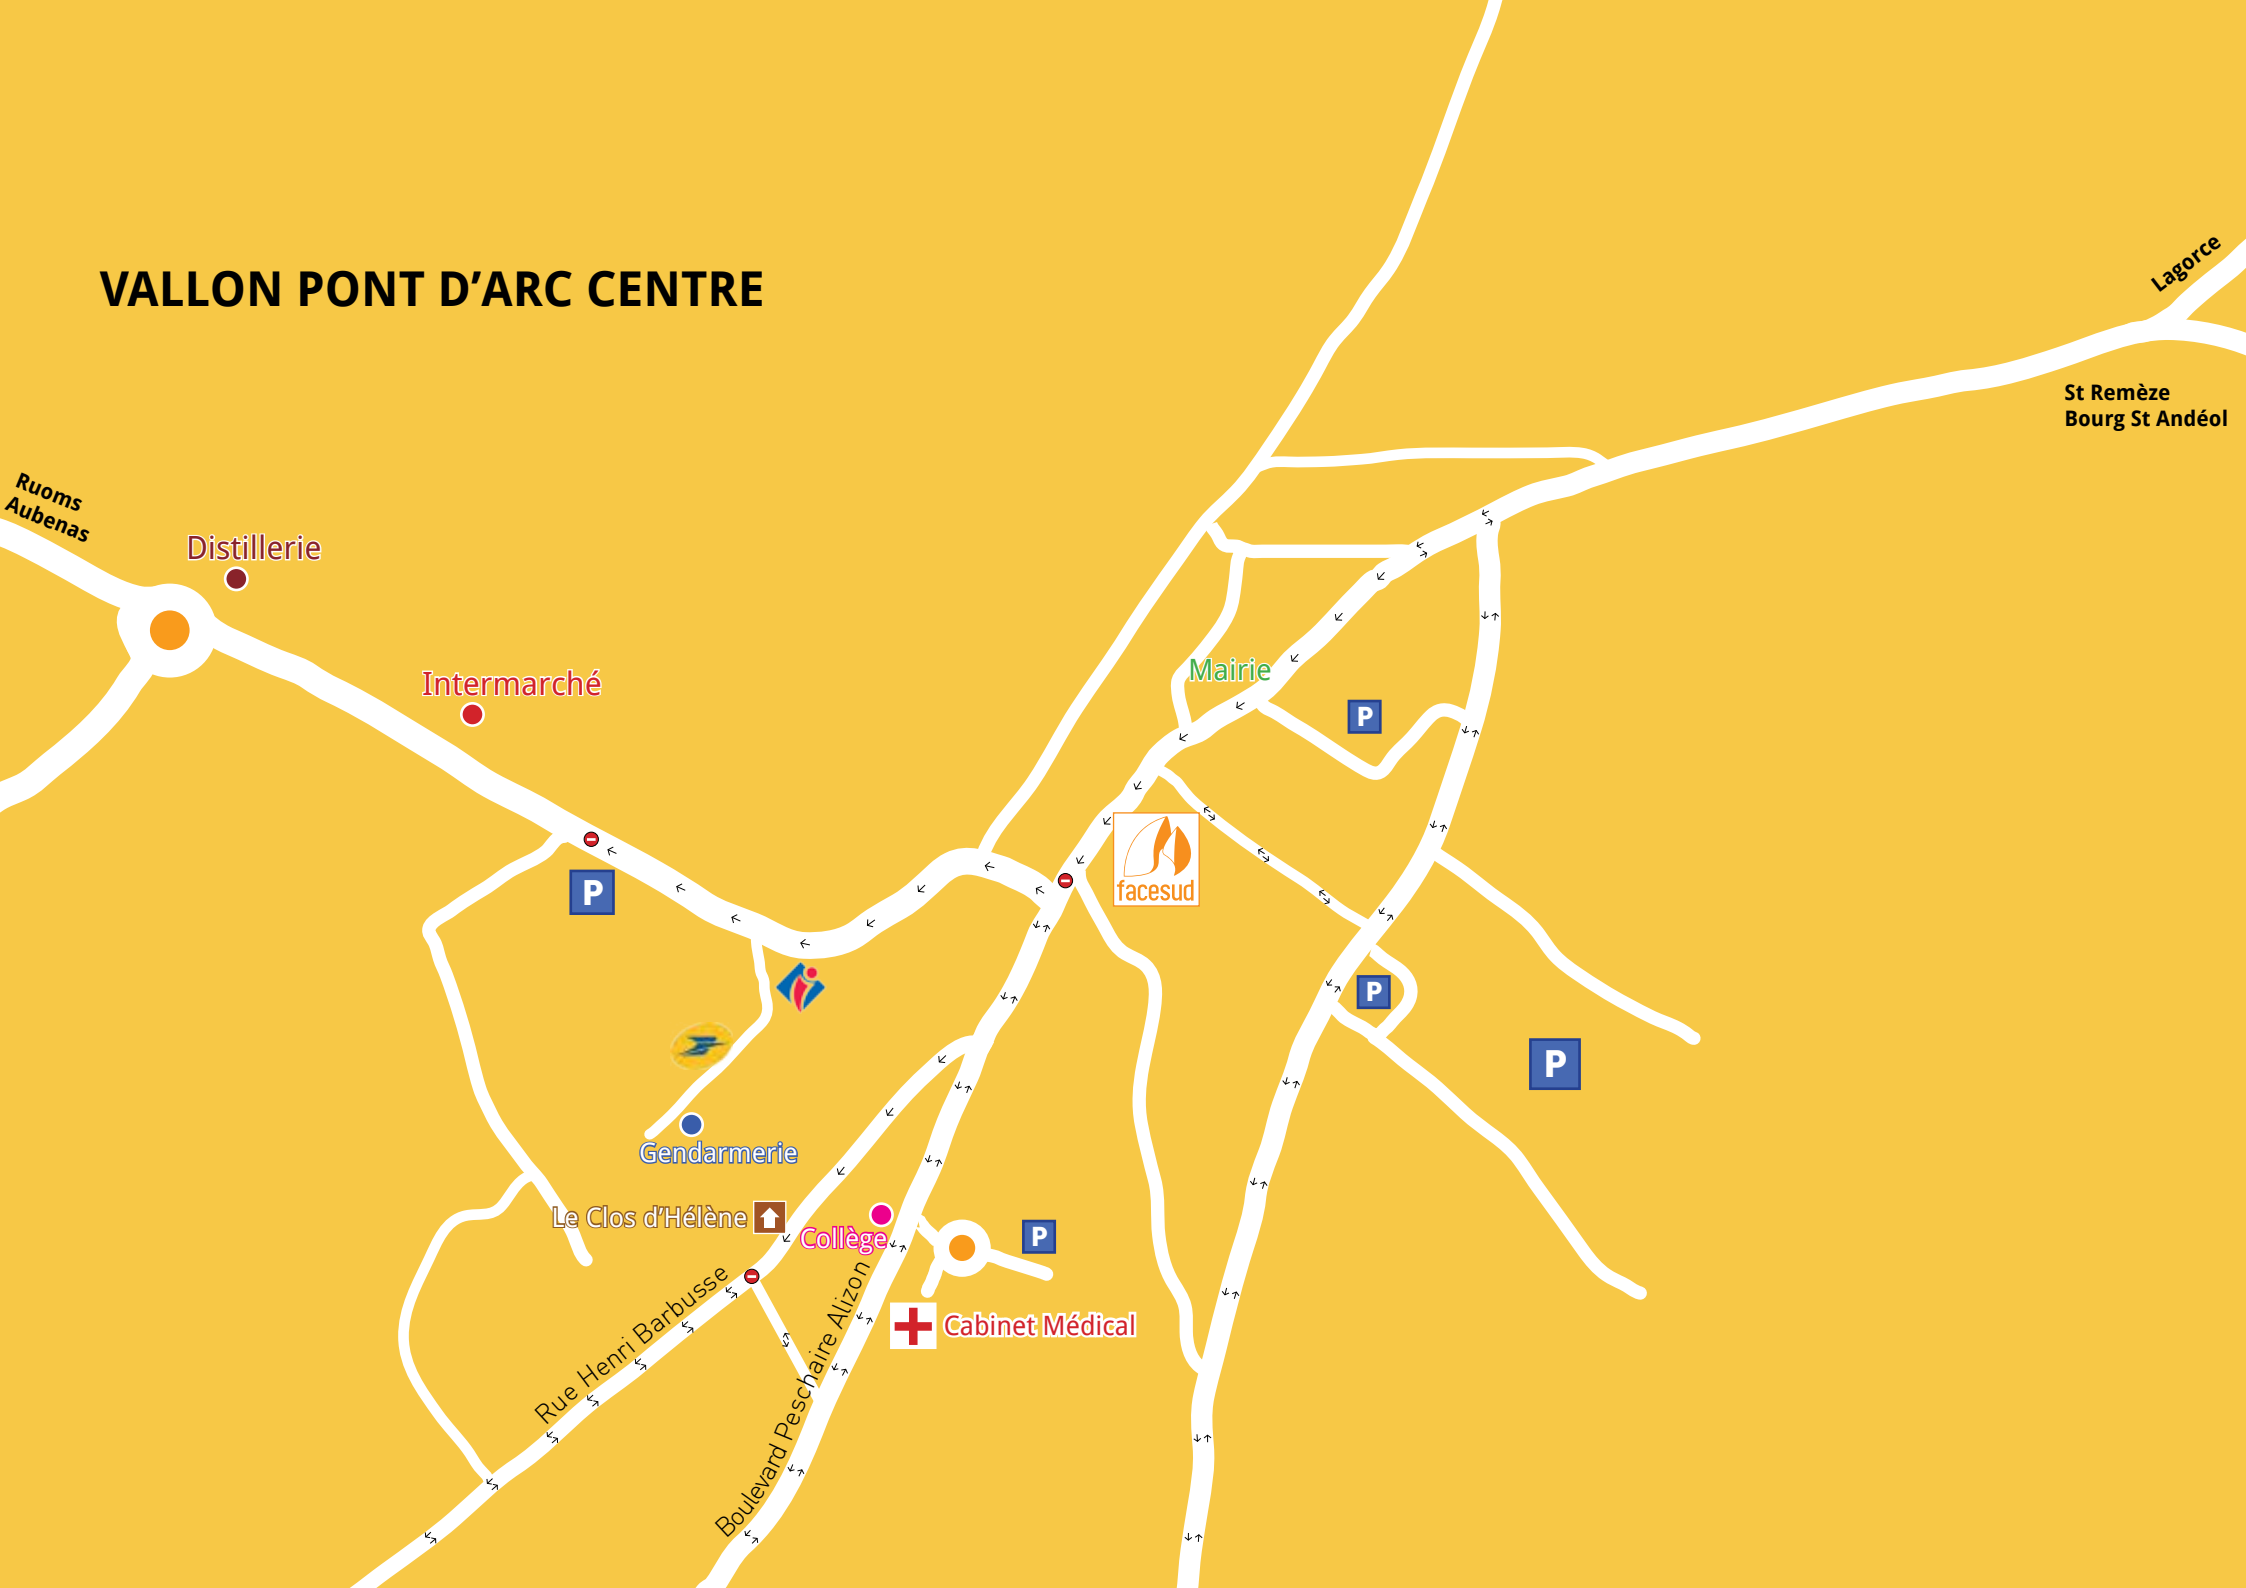 VALLON PONT D’ARC CENTRE
Lagorce
St Remèze
Bourg St Andéol
Ruoms
Aubenas
Distillerie
Intermarché
Mairie
P
facesud
P
P
P
Gendarmerie
Le Clos d’Hélène
Collège
P
Cabinet Médical
Rue Henri Barbusse
Boulevard Peschaire Alizon